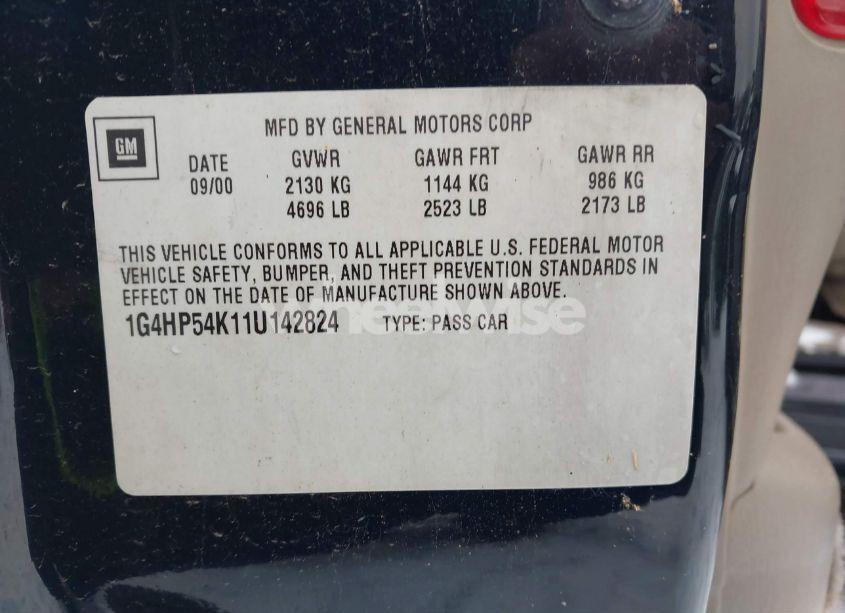 MFD BY GENERAL MOTORS CORP
GM
DATE GVWR GAWR FRT GAWR RR
09/00 2130 KG 1144 KG 986 KG
4696 LB 2523 LB 2173 LB
THIS VEHICLE CONFORMS TO ALL APPLICABLE U.S. FEDERAL MOTOR
VEHICLE SAFETY, BUMPER, AND THEFT PREVENTION STANDARDS IN
EFFECT ON THE DATE OF MANUFACTURE SHOWN ABOVE.
1G4HP54K11U142824 TYPE: PASS CAR